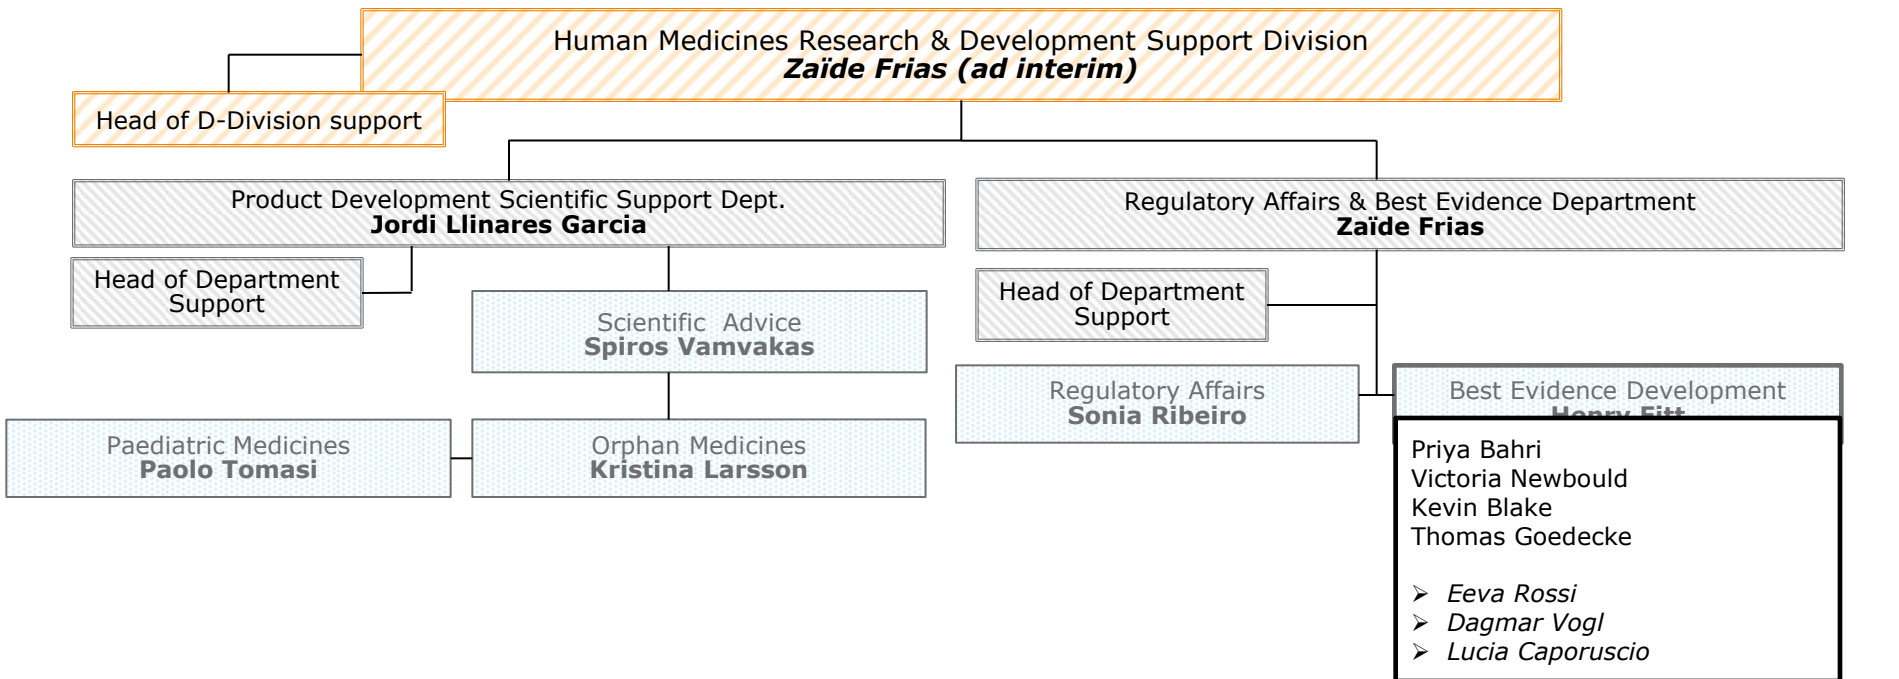 Human Medicines Research & Development Support Division
Zaïde Frias (ad interim)
Head of D-Division support
Product Development Scientific Support Dept.
Jordi Llinares Garcia
Regulatory Affairs & Best Evidence Department
Zaïde Frias
Head of Department
Support
Head of Department
Support
Scientific Advice
Spiros Vamvakas
Regulatory Affairs
Sonia Ribeiro
Best Evidence Development
Henry Fitt
Paediatric Medicines
Paolo Tomasi
Orphan Medicines
Kristina Larsson
Priya Bahri
Victoria Newbould
Kevin Blake
Thomas Goedecke
➢ Eeva Rossi
➢ Dagmar Vogl
➢ Lucia Caporuscio